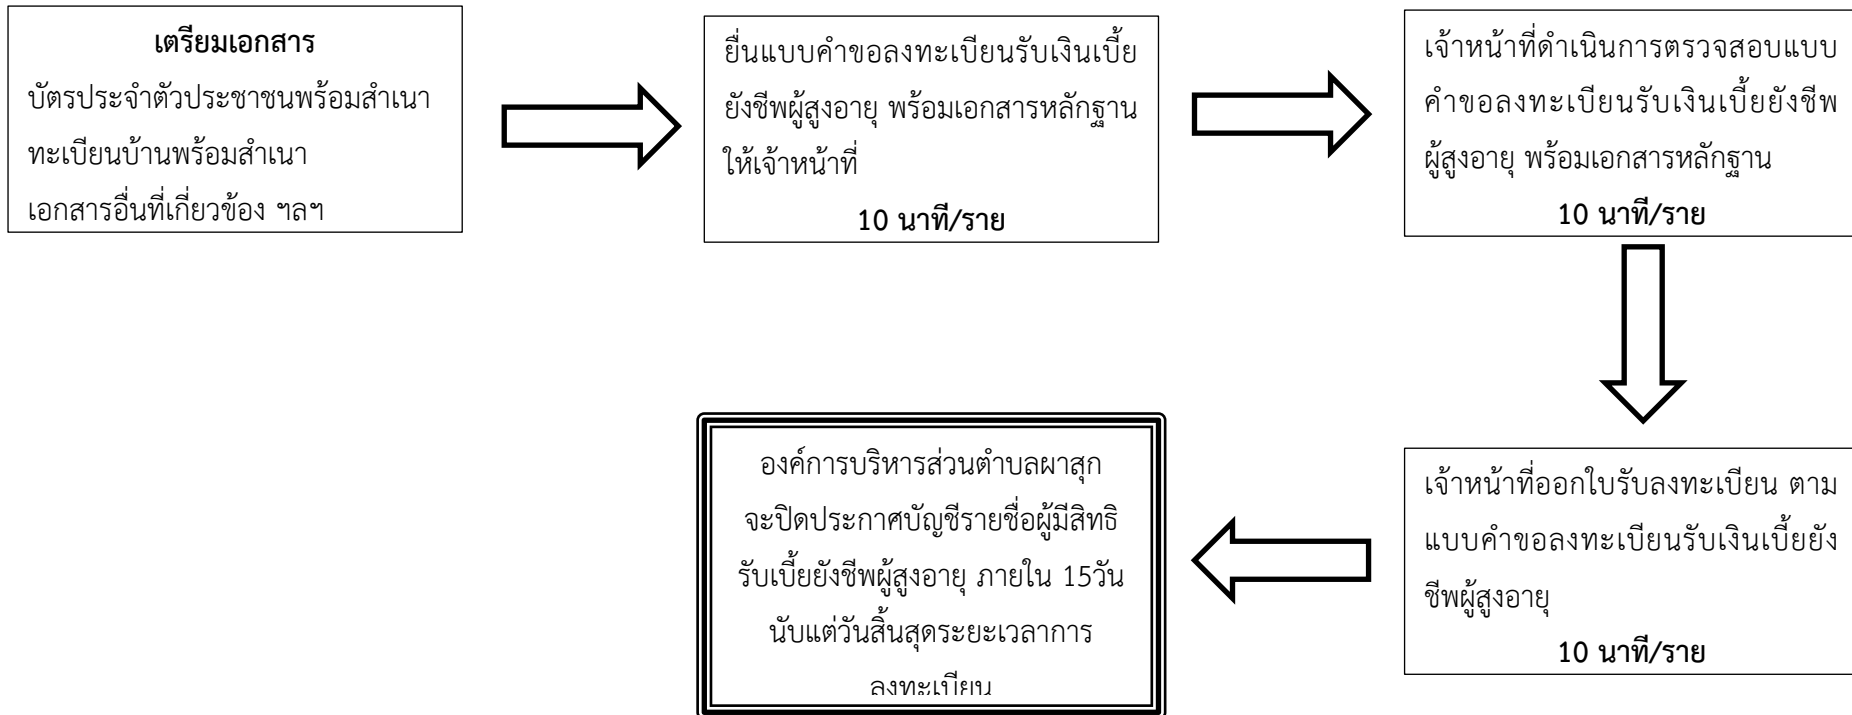 เตรียมเอกสาร
บัตรประจำตัวประชาชนพร้อมสำเนา
ทะเบียนบ้านพร้อมสำเนา
เอกสารอื่นที่เกี่ยวข้อง ฯลฯ
ยื่นแบบคำขอลงทะเบียนรับเงินเบี้ย
ยังชีพผู้สูงอายุ พร้อมเอกสารหลักฐาน
ให้เจ้าหน้าที่
10 นาที/ราย
เจ้าหน้าที่ดำเนินการตรวจสอบแบบ
คำขอลงทะเบียนรับเงินเบี้ยยังชีพ
ผู้สูงอายุ พร้อมเอกสารหลักฐาน
10 นาที/ราย
เจ้าหน้าที่ออกใบรับลงทะเบียน ตาม
แบบคำขอลงทะเบียนรับเงินเบี้ยยัง
ชีพผู้สูงอายุ
10 นาที/ราย
องค์การบริหารส่วนตำบลผาสุก
จะปิดประกาศบัญชีรายชื่อผู้มีสิทธิ
รับเบี้ยยังชีพผู้สูงอายุ ภายใน 15วัน
นับแต่วันสิ้นสุดระยะเวลาการ
ลงทะเบียน